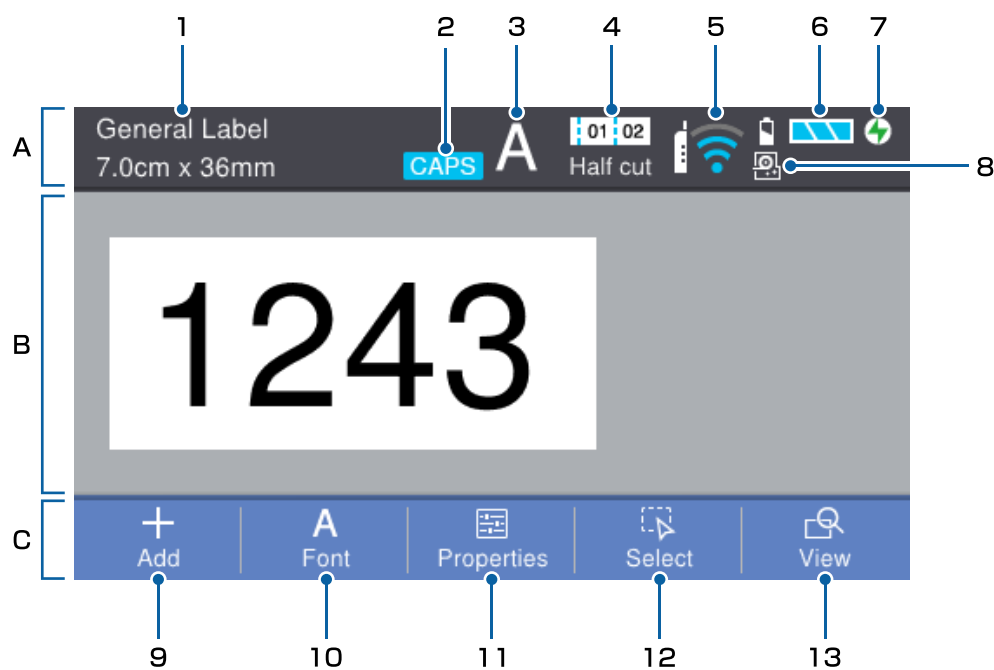 1 2 3 4 5 6 7
A
General Label
7.0cm x 36mm
CAPS
A
01 02
Half cut
8
B
1243
C
Add
A
Font
Properties
Select
View
9 10 11 12 13